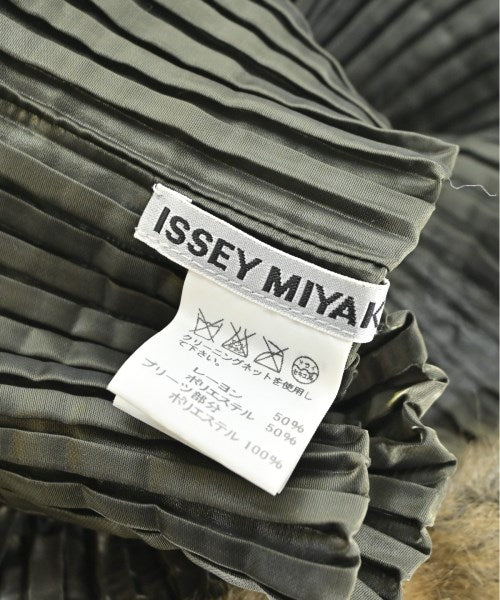 ISSEY MIYAK
クリーニングネットを使用し
て下さい。
レーヨン 50%
ポリエステル 50%
プリーツ部分
ポリエステル 100%